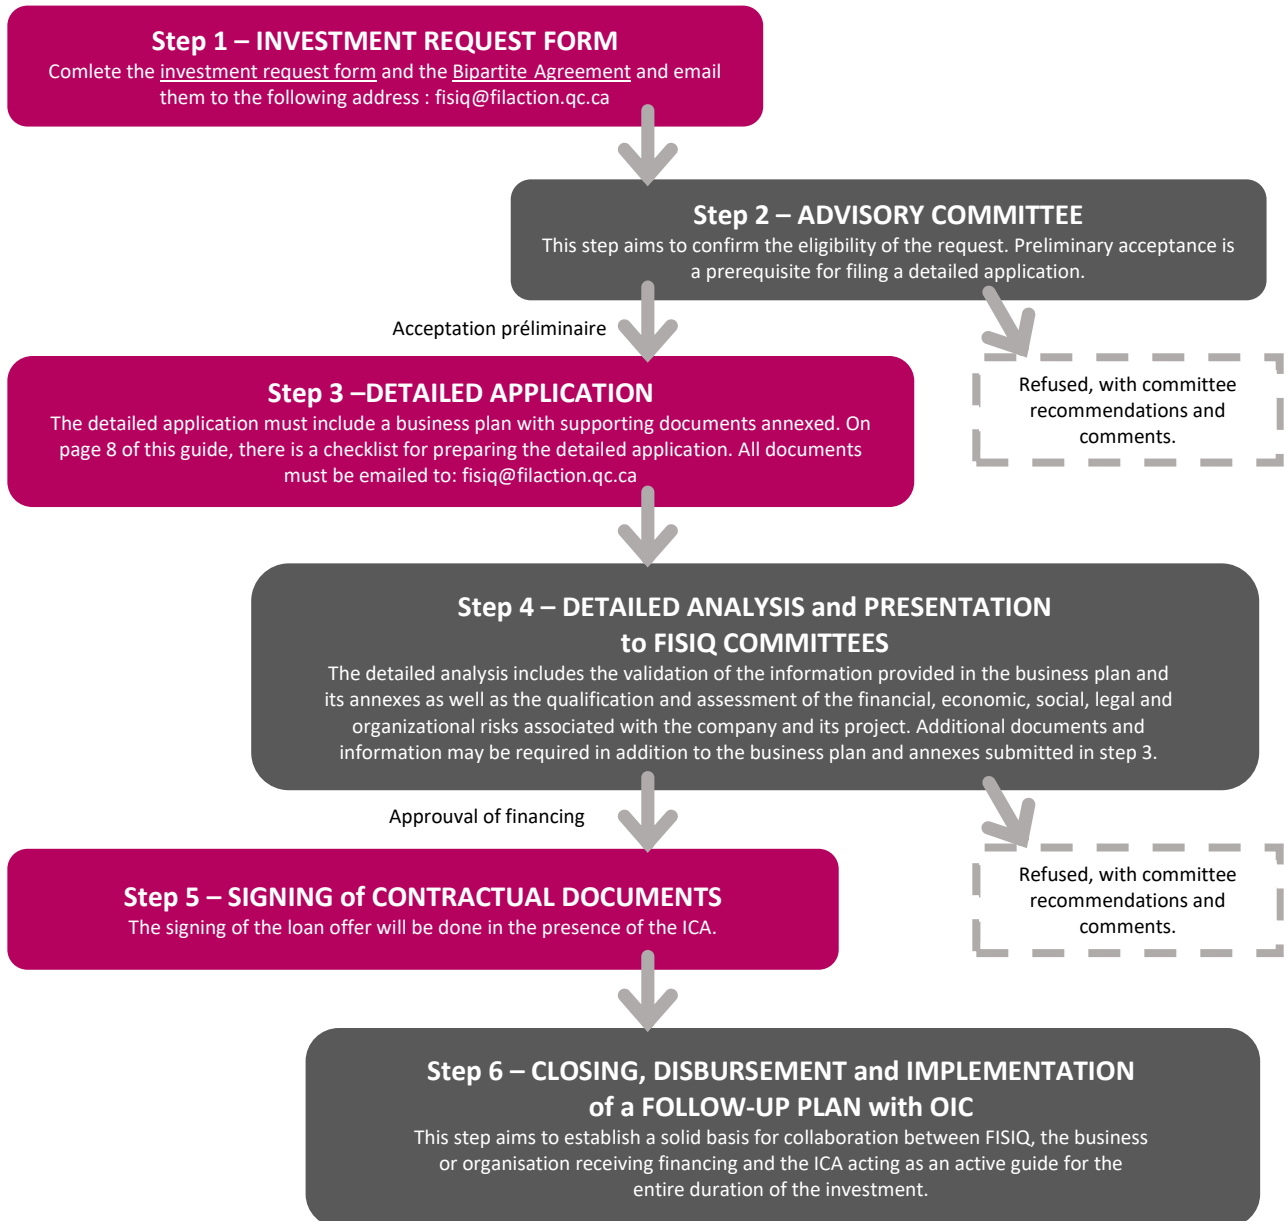 Step 1 – INVESTMENT REQUEST FORM
Comlete the investment request form and the Bipartite Agreement and email
them to the following address : fisiq@filaction.qc.ca
Step 2 – ADVISORY COMMITTEE
This step aims to confirm the eligibility of the request. Preliminary acceptance is
a prerequisite for filing a detailed application.
Acceptation préliminaire
Refused, with committee
recommendations and
comments.
Step 3 –DETAILED APPLICATION
The detailed application must include a business plan with supporting documents annexed. On
page 8 of this guide, there is a checklist for preparing the detailed application. All documents
must be emailed to: fisiq@filaction.qc.ca
Step 4 – DETAILED ANALYSIS and PRESENTATION
to FISIQ COMMITTEES
The detailed analysis includes the validation of the information provided in the business plan and
its annexes as well as the qualification and assessment of the financial, economic, social, legal and
organizational risks associated with the company and its project. Additional documents and
information may be required in addition to the business plan and annexes submitted in step 3.
Approuval of financing
Refused, with committee
recommendations and
comments.
Step 5 – SIGNING of CONTRACTUAL DOCUMENTS
The signing of the loan offer will be done in the presence of the ICA.
Step 6 – CLOSING, DISBURSEMENT and IMPLEMENTATION
of a FOLLOW-UP PLAN with OIC
This step aims to establish a solid basis for collaboration between FISIQ, the business
or organisation receiving financing and the ICA acting as an active guide for the
entire duration of the investment.